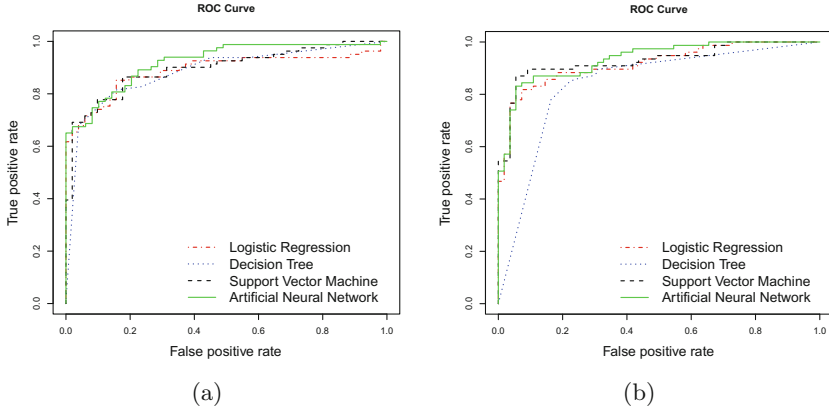 ROC Curve
True positive rate
1.0
0.8
0.6
0.4
0.2
0.0
Logistic Regression
Decision Tree
Support Vector Machine
Artificial Neural Network
0.0 0.2 0.4 0.6 0.8 1.0
False positive rate
(a)
ROC Curve
True positive rate
1.0
0.8
0.6
0.4
0.2
0.0
Logistic Regression
Decision Tree
Support Vector Machine
Artificial Neural Network
0.0 0.2 0.4 0.6 0.8 1.0
False positive rate
(b)